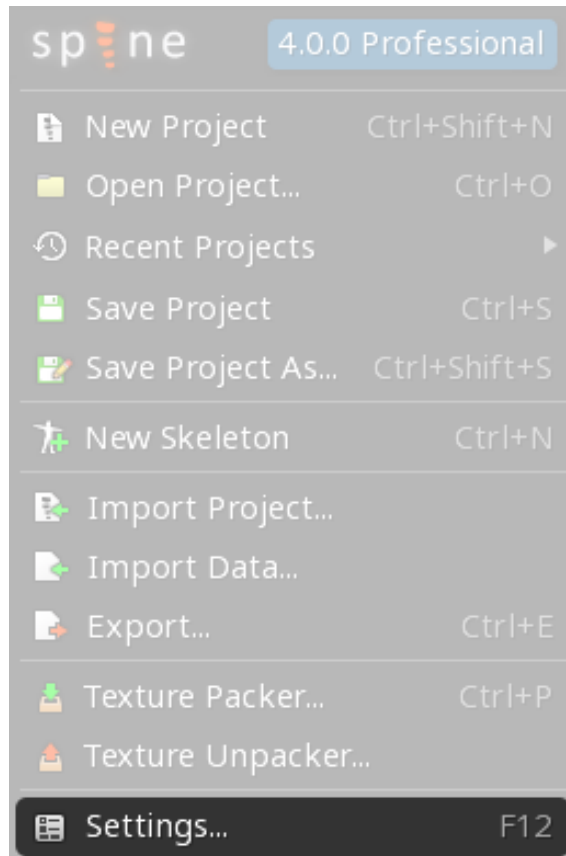 spine 4.0.0 Professional
New Project Ctrl+Shift+N
Open Project... Ctrl+O
Recent Projects
Save Project Ctrl+S
Save Project As... Ctrl+Shift+S
New Skeleton Ctrl+N
Import Project...
Import Data...
Export... Ctrl+E
Texture Packer... Ctrl+P
Texture Unpacker...
Settings... F12